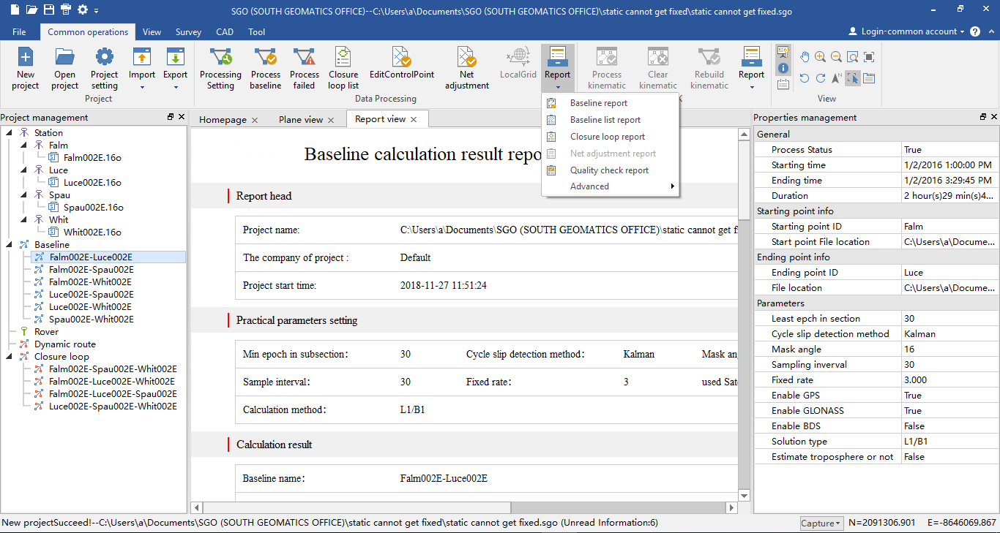 SGO (SOUTH GEOMATICS OFFICE)--C:\Users\a\Documents\SGO (SOUTH GEOMATICS OFFICE)\static cannot get fixed\static cannot get fixed.sgo
File Common operations View Survey CAD Tool Login-common account
New project
Open project
Project setting
Import
Export
Processing Setting
Process baseline
Process failed
Closure loop list
EditControlPoint
Net adjustment
LocalGrid
Report
Process kinematic
Clear kinematic
Rebuild kinematic
Report
Project
Data Processing
K
View
Baseline report
Baseline list report
Closure loop report
Net adjustment report
Quality check report
Advanced
Project management
Station
Falm
Falm002E.16o
Luce
Luce002E.16o
Spau
Spau002E.16o
Whit
Whit002E.16o
Baseline
Falm002E-Luce002E
Falm002E-Spau002E
Falm002E-Whit002E
Luce002E-Spau002E
Luce002E-Whit002E
Spau002E-Whit002E
Rover
Dynamic route
Closure loop
Falm002E-Spau002E-Whit002E
Falm002E-Luce002E-Whit002E
Falm002E-Luce002E-Spau002E
Luce002E-Spau002E-Whit002E
Homepage Plane view Report view
Baseline calculation result repo
Report head
Project name: C:\Users\a\Documents\SGO (SOUTH GEOMATICS OFFICE)\static cannot get fi
The company of project : Default
Project start time: 2018-11-27 11:51:24
Practical parameters setting
Min epoch in subsection: 30 Cycle slip detection method: Kalman Mask an
Sample interval: 30 Fixed rate: 3 used Sate
Calculation method: L1/B1
Calculation result
Baseline name: Falm002E-Luce002E
Properties management
General
Process Status True
Starting time 1/2/2016 1:00:00 PM
Ending time 1/2/2016 3:29:45 PM
Duration 2 hour(s)29 min(s)4...
Starting point info
Starting point ID Falm
Start point File location C:\Users\a\Docume...
Ending point info
Ending point ID Luce
File location C:\Users\a\Docume...
Parameters
Least epch in section 30
Cycle slip detection method Kalman
Mask angle 16
Sampling inverval 30
Fixed rate 3.000
Enable GPS True
Enable GLONASS True
Enable BDS False
Solution type L1/B1
Estimate troposphere or not False
New projectSucceed!--C:\Users\a\Documents\SGO (SOUTH GEOMATICS OFFICE)\static cannot get fixed\static cannot get fixed.sgo (Unread Information:6)
Capture N=2091306.901 E=-8646069.867